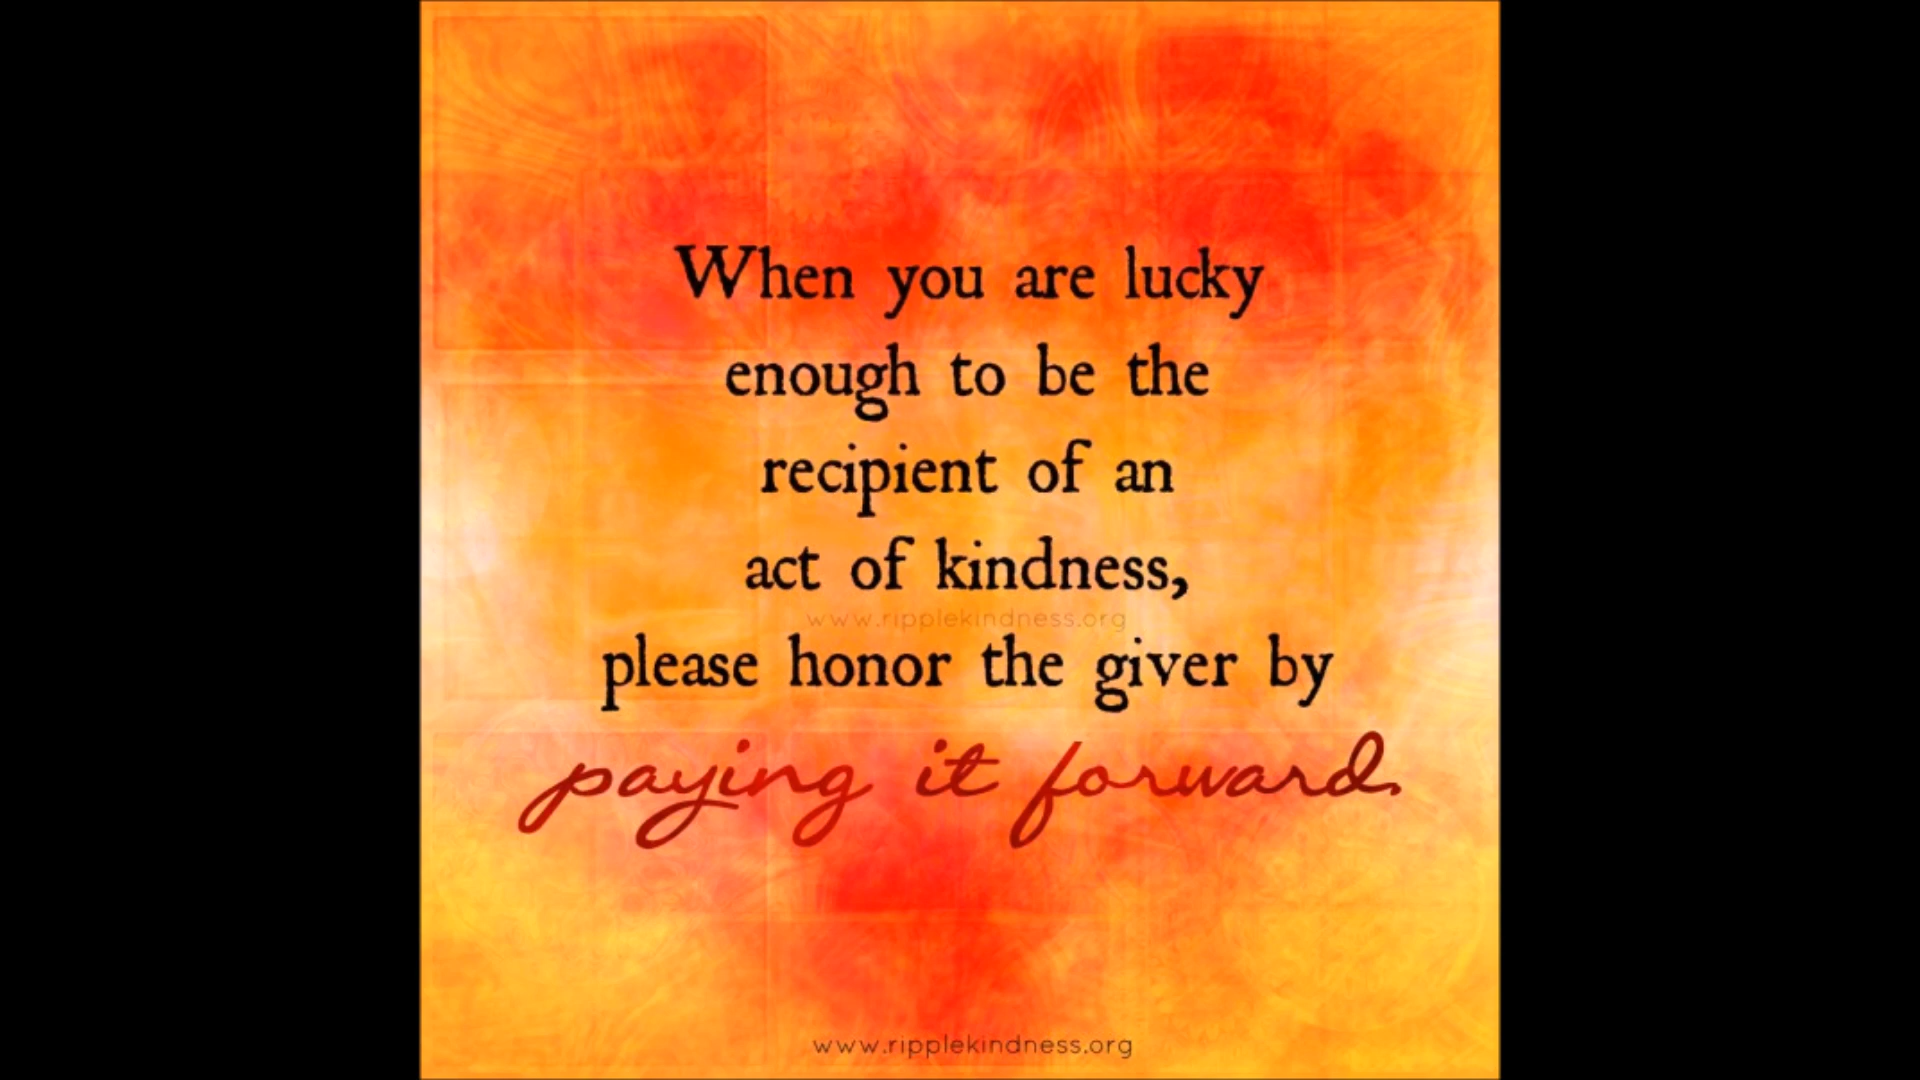 When you are lucky
enough to be the
recipient of an
act of kindness,
www.ripplekindness.org
please honor the giver by
paying it forward.
www.ripplekindness.org